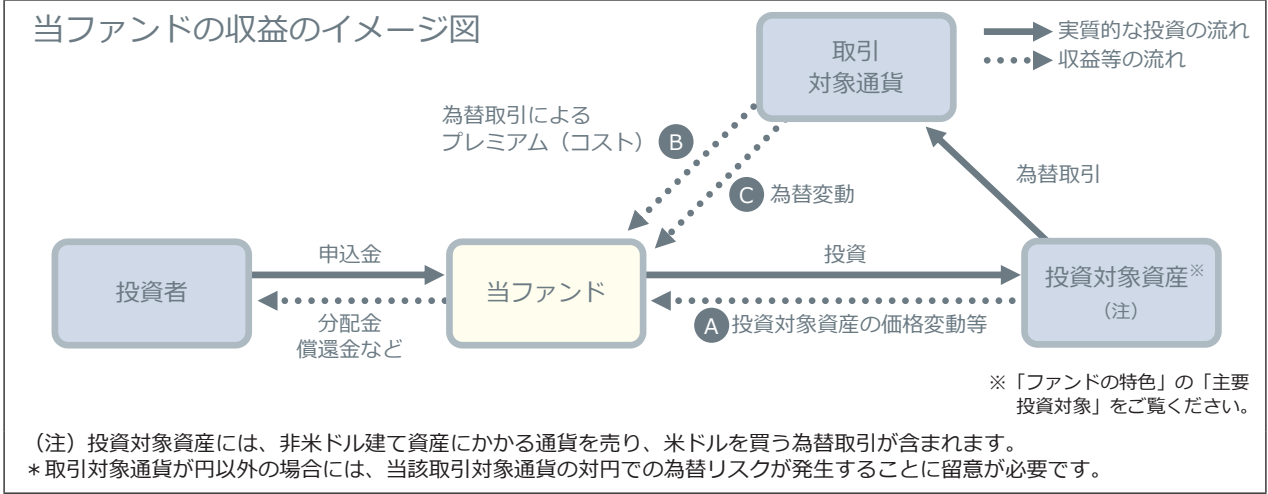 当ファンドの収益のイメージ図
実質的な投資の流れ
収益等の流れ
取引
対象通貨
為替取引による
プレミアム（コスト）
B
C
為替変動
為替取引
投資者
申込金
分配金
償還金など
当ファンド
投資
A
投資対象資産の価格変動等
投資対象資産※
（注）
※「ファンドの特色」の「主要
投資対象」をご覧ください。
（注）投資対象資産には、非米ドル建て資産にかかる通貨を売り、米ドルを買う為替取引が含まれます。
＊取引対象通貨が円以外の場合には、当該取引対象通貨の対円での為替リスクが発生することに留意が必要です。